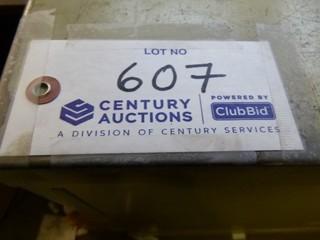 LOT NO
607
CENTURY AUCTIONS
POWERED BY
ClubBid
A DIVISION OF CENTURY SERVICES